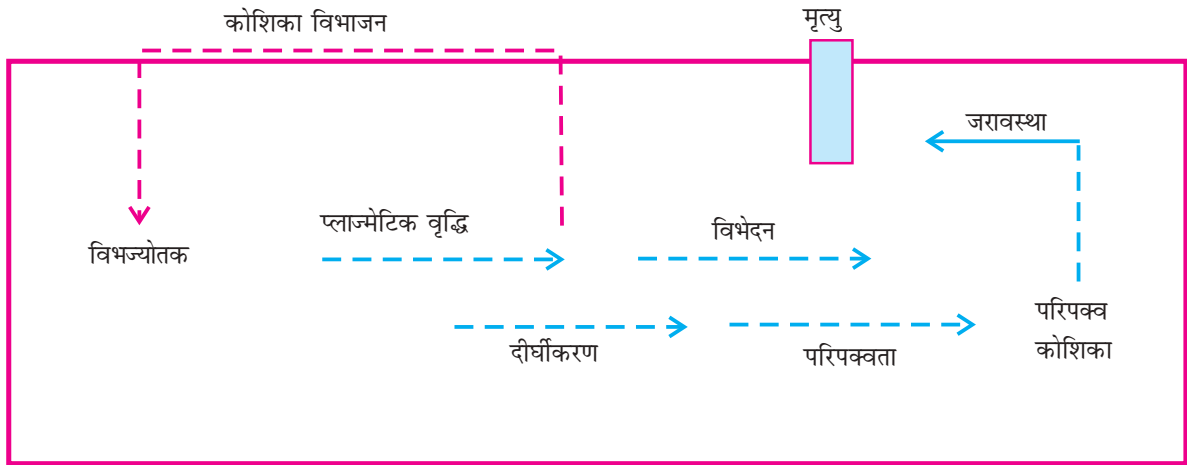 कोशिका विभाजन
मृत्यु
जरावस्था
प्लाज्मेटिक वृद्धि
विभेदन
विभज्योतक
परिपक्व
कोशिका
दीर्घीकरण
परिपक्वता